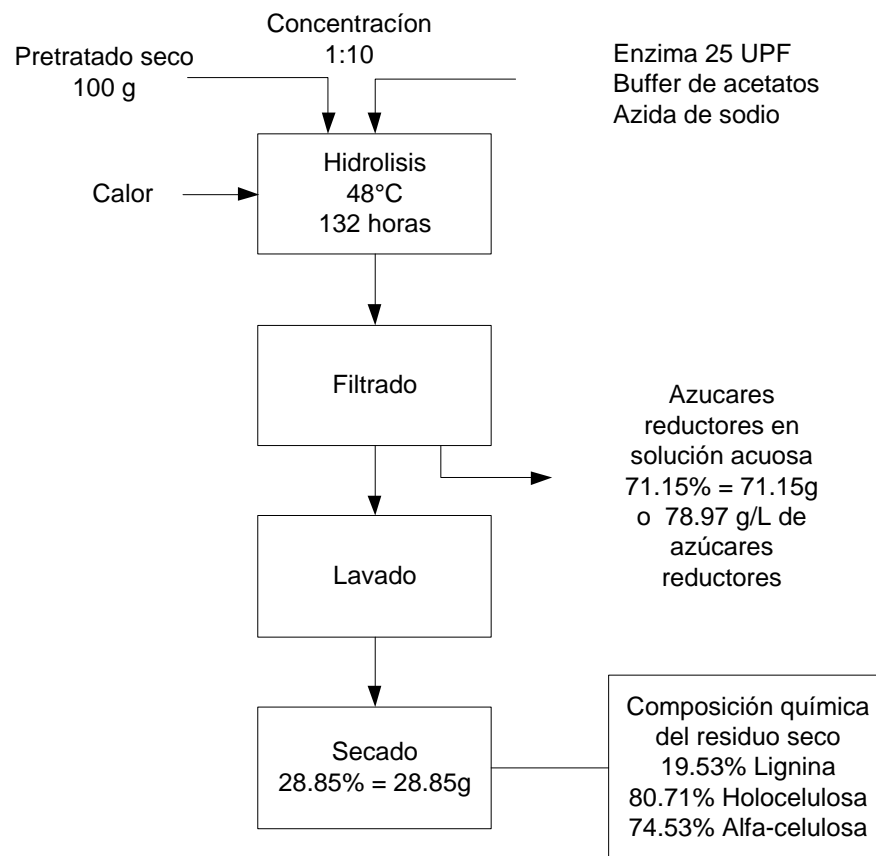 Concentracíon
1:10
Pretratado seco
100 g
Enzima 25 UPF
Buffer de acetatos
Azida de sodio
Calor
Hidrolisis
48°C
132 horas
Filtrado
Azucares
reductores en
solución acuosa
71.15% = 71.15g
o 78.97 g/L de
azúcares
reductores
Lavado
Secado
28.85% = 28.85g
Composición química
del residuo seco
19.53% Lignina
80.71% Holocelulosa
74.53% Alfa-celulosa